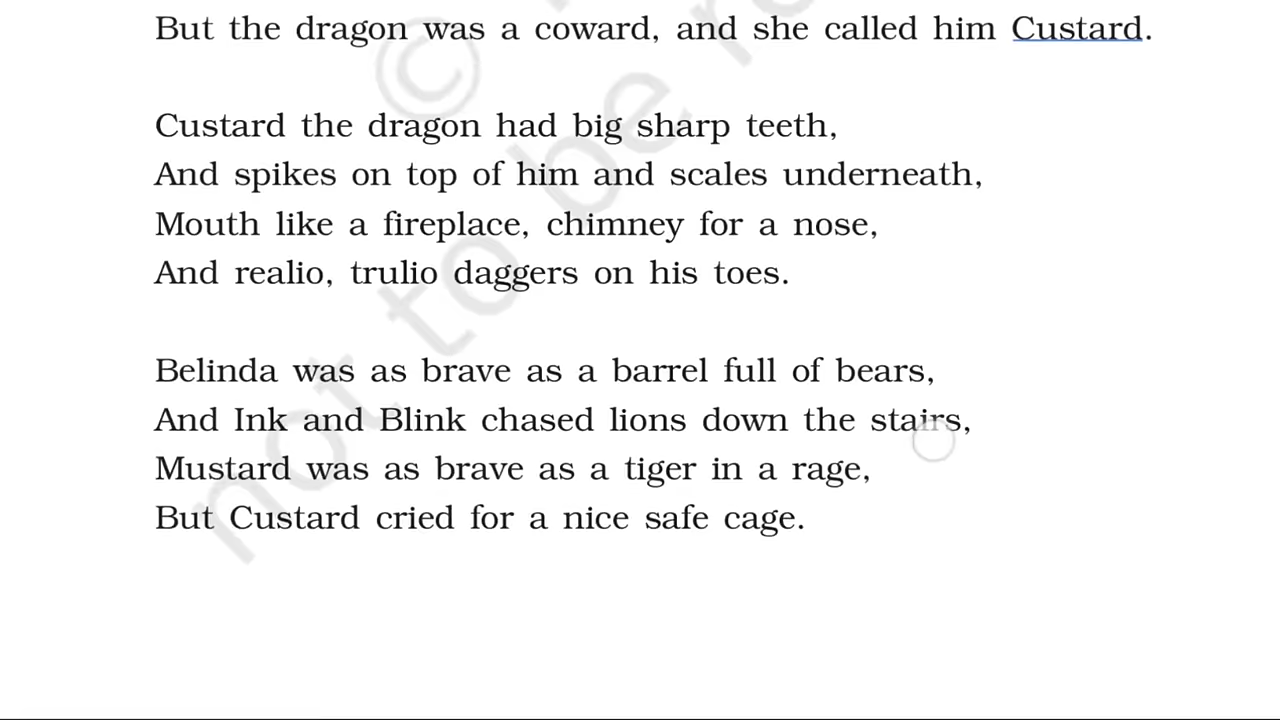 But the dragon was a coward, and she called him Custard.
Custard the dragon had big sharp teeth,
And spikes on top of him and scales underneath,
Mouth like a fireplace, chimney for a nose,
And realio, trulio daggers on his toes.
Belinda was as brave as a barrel full of bears,
And Ink and Blink chased lions down the stairs,
Mustard was as brave as a tiger in a rage,
But Custard cried for a nice safe cage.
©
not to be